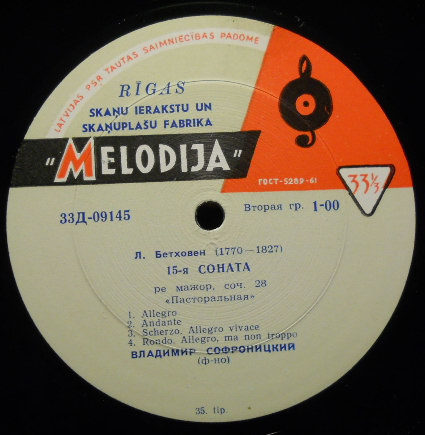 LATVIJAS PSR TAUTAS SAIMNIECĪBAS PADOME
RĪGAS
SKAŅU IERAKSTU UN
SKAŅUPLAŠU FABRIKA
"MELODIJA"
ГОСТ-5289-61
33⅓
33Д-09145
Вторая гр. 1-00
Л. Бетховен (1770—1827)
15-я СОНАТА
ре мажор, соч. 28
«Пасторальная»
1. Allegro
2. Andante
3. Scherzo. Allegro vivace
4. Rondo. Allegro, ma non troppo
ВЛАДИМИР СОФРОНИЦКИЙ
(ф-но)
35. tip.